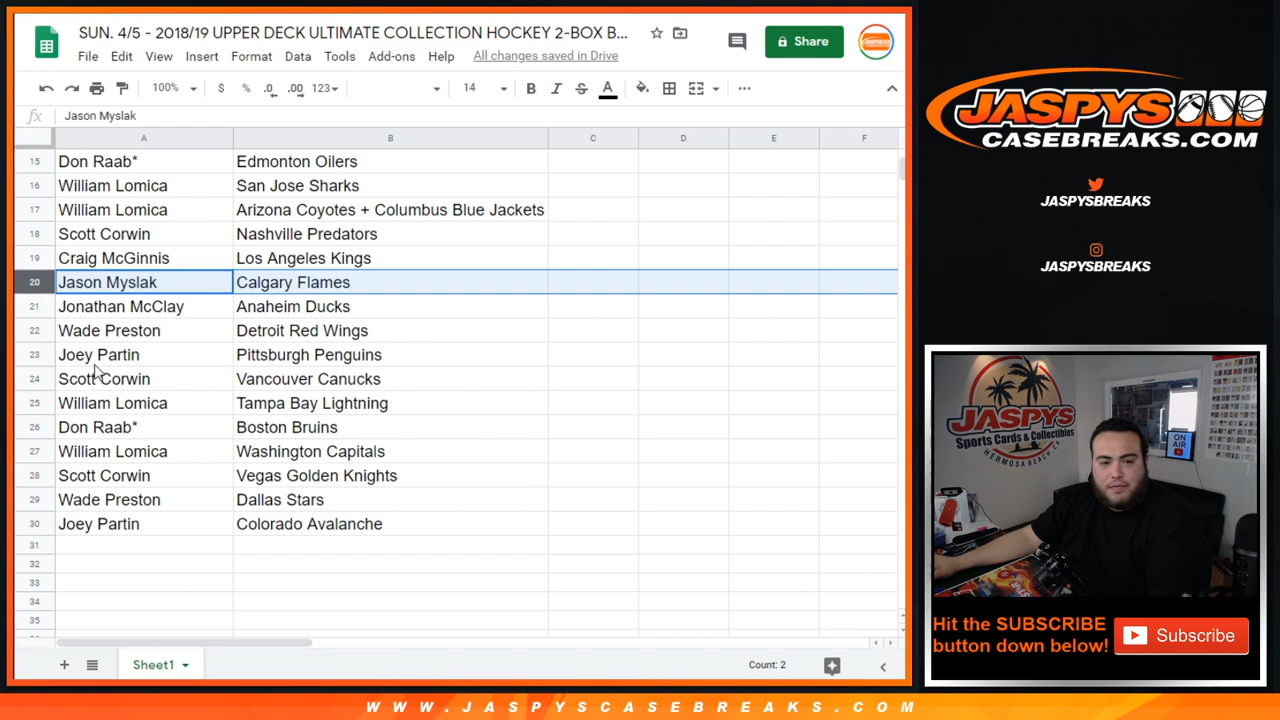 SUN. 4/5 - 2018/19 UPPER DECK ULTIMATE COLLECTION HOCKEY 2-BOX B...
Share
File Edit View Insert Format Data Tools Add-ons Help All changes saved in Drive
100% $ % .0 .00 123 14 B I S A
fx Jason Myslak
A B C D E F
15 Don Raab* Edmonton Oilers
16 William Lomica San Jose Sharks
17 William Lomica Arizona Coyotes + Columbus Blue Jackets
18 Scott Corwin Nashville Predators
19 Craig McGinnis Los Angeles Kings
20 Jason Myslak Calgary Flames
21 Jonathan McClay Anaheim Ducks
22 Wade Preston Detroit Red Wings
23 Joey Partin Pittsburgh Penguins
24 Scott Corwin Vancouver Canucks
25 William Lomica Tampa Bay Lightning
26 Don Raab* Boston Bruins
27 William Lomica Washington Capitals
28 Scott Corwin Vegas Golden Knights
29 Wade Preston Dallas Stars
30 Joey Partin Colorado Avalanche
31
32
33
34
35
Sheet1
Count: 2
JASPYS
CASEBREAKS.COM
JASPYSBREAKS
JASPYSBREAKS
JASPYS
Sports Cards & Collectibles
HERMOSA BEACH CA
ON
AIR
Hit the SUBSCRIBE
button down below!
Subscribe
WWW.JASPYSCASEBREAKS.COM